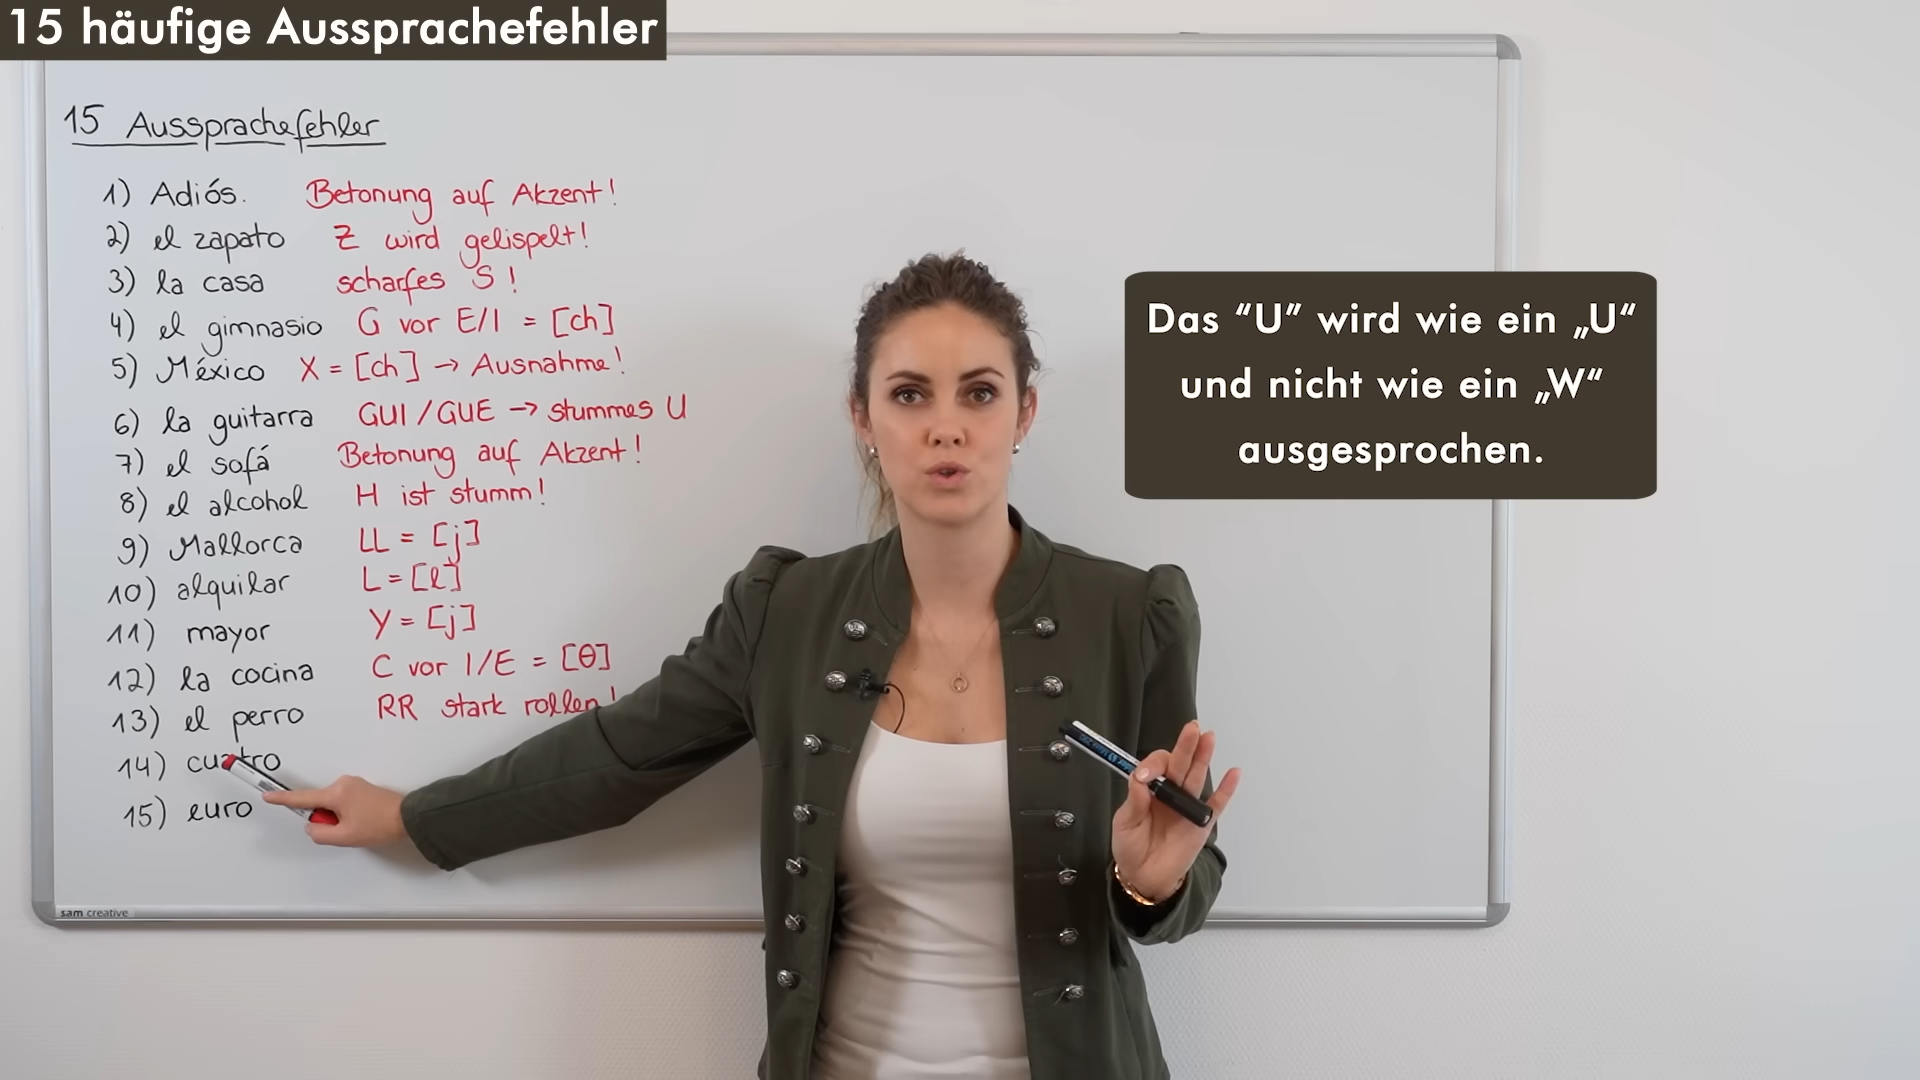 15 häufige Aussprachefehler
15 Aussprachefehler
1) Adiós. Betonung auf Akzent!
2) el zapato Z wird gelispelt!
3) la casa scharfes S!
4) el gimnasio G vor E/I = [ch]
5) México X = [ch] → Ausnahme!
6) la guitarra GUI/GUE → stummes U
7) el sofá Betonung auf Akzent!
8) el alcohol H ist stumm!
9) Mallorca LL = [j]
10) alquilar L = [l]
11) mayor Y = [j]
12) la cocina C vor I/E = [θ]
13) el perro RR stark rollen!
14) cuatro
15) euro
sam creative
Das “U” wird wie ein „U“
und nicht wie ein „W“
ausgesprochen.